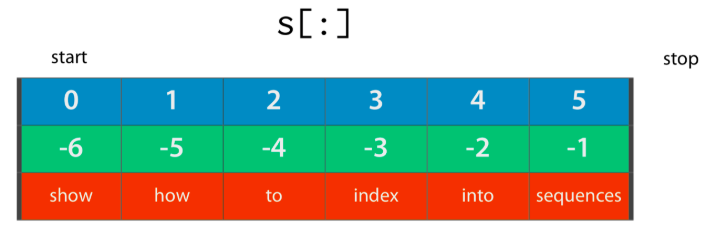 s[:]
start stop
0 1 2 3 4 5
-6 -5 -4 -3 -2 -1
show how to index into sequences